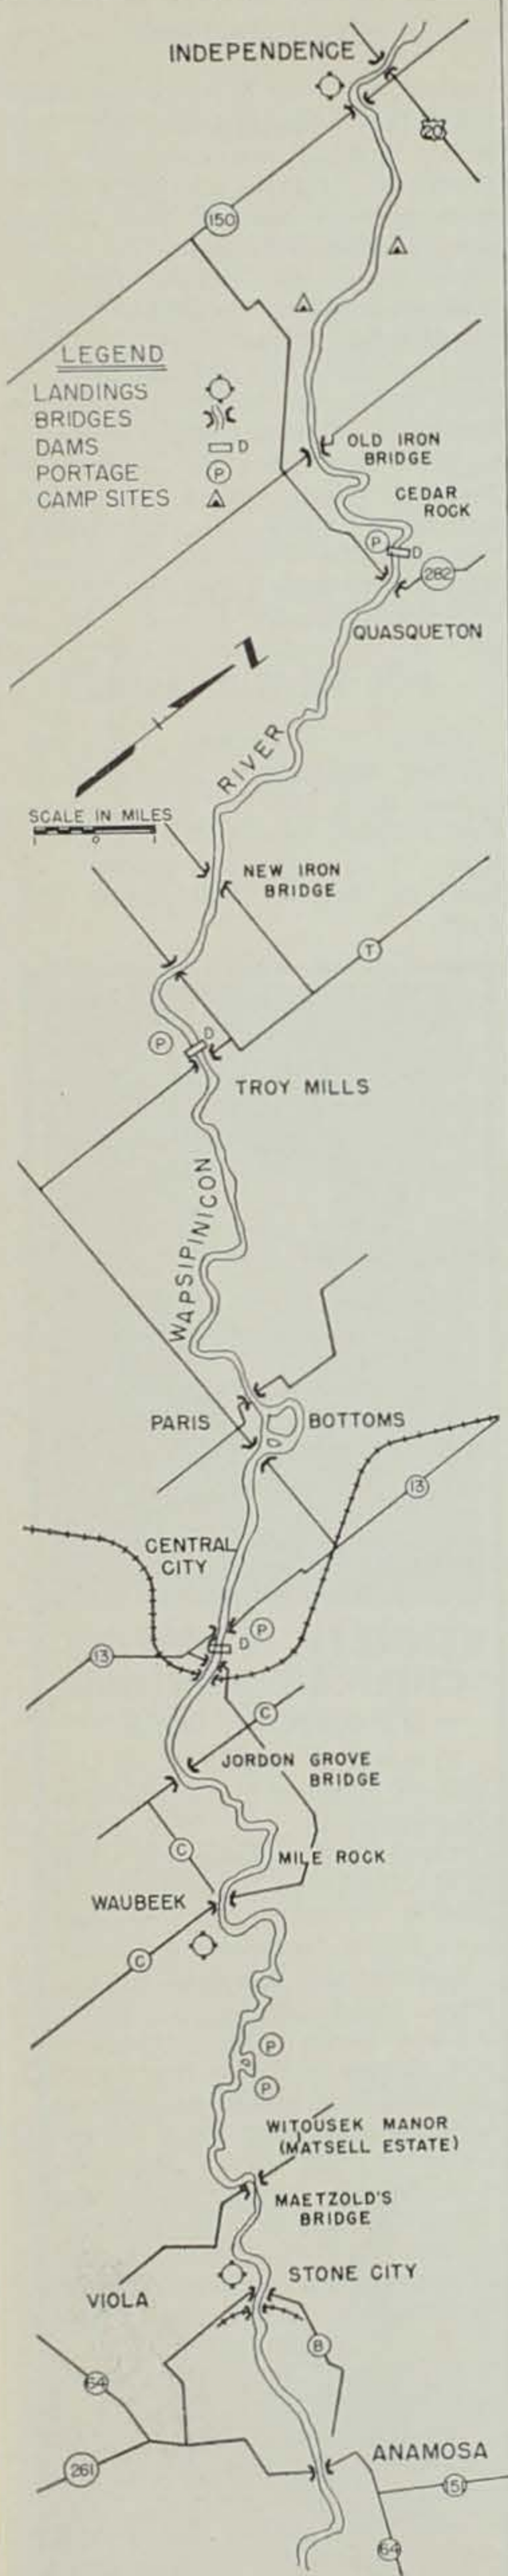 INDEPENDENCE
20
150
LEGEND
LANDINGS
BRIDGES
DAMS D
PORTAGE P
CAMP SITES
OLD IRON
BRIDGE
CEDAR
ROCK
P
D
282
QUASQUETON
N
RIVER
SCALE IN MILES
1 0 1
NEW IRON
BRIDGE
T
P
D
TROY MILLS
WAPSIPINICON
PARIS
BOTTOMS
13
CENTRAL
CITY
P
D
13
C
JORDON GROVE
BRIDGE
C
MILE ROCK
WAUBEEK
C
P
P
WITOUSEK MANOR
(MATSELL ESTATE)
MAETZOLD'S
BRIDGE
STONE CITY
VIOLA
B
64
261
ANAMOSA
151
64